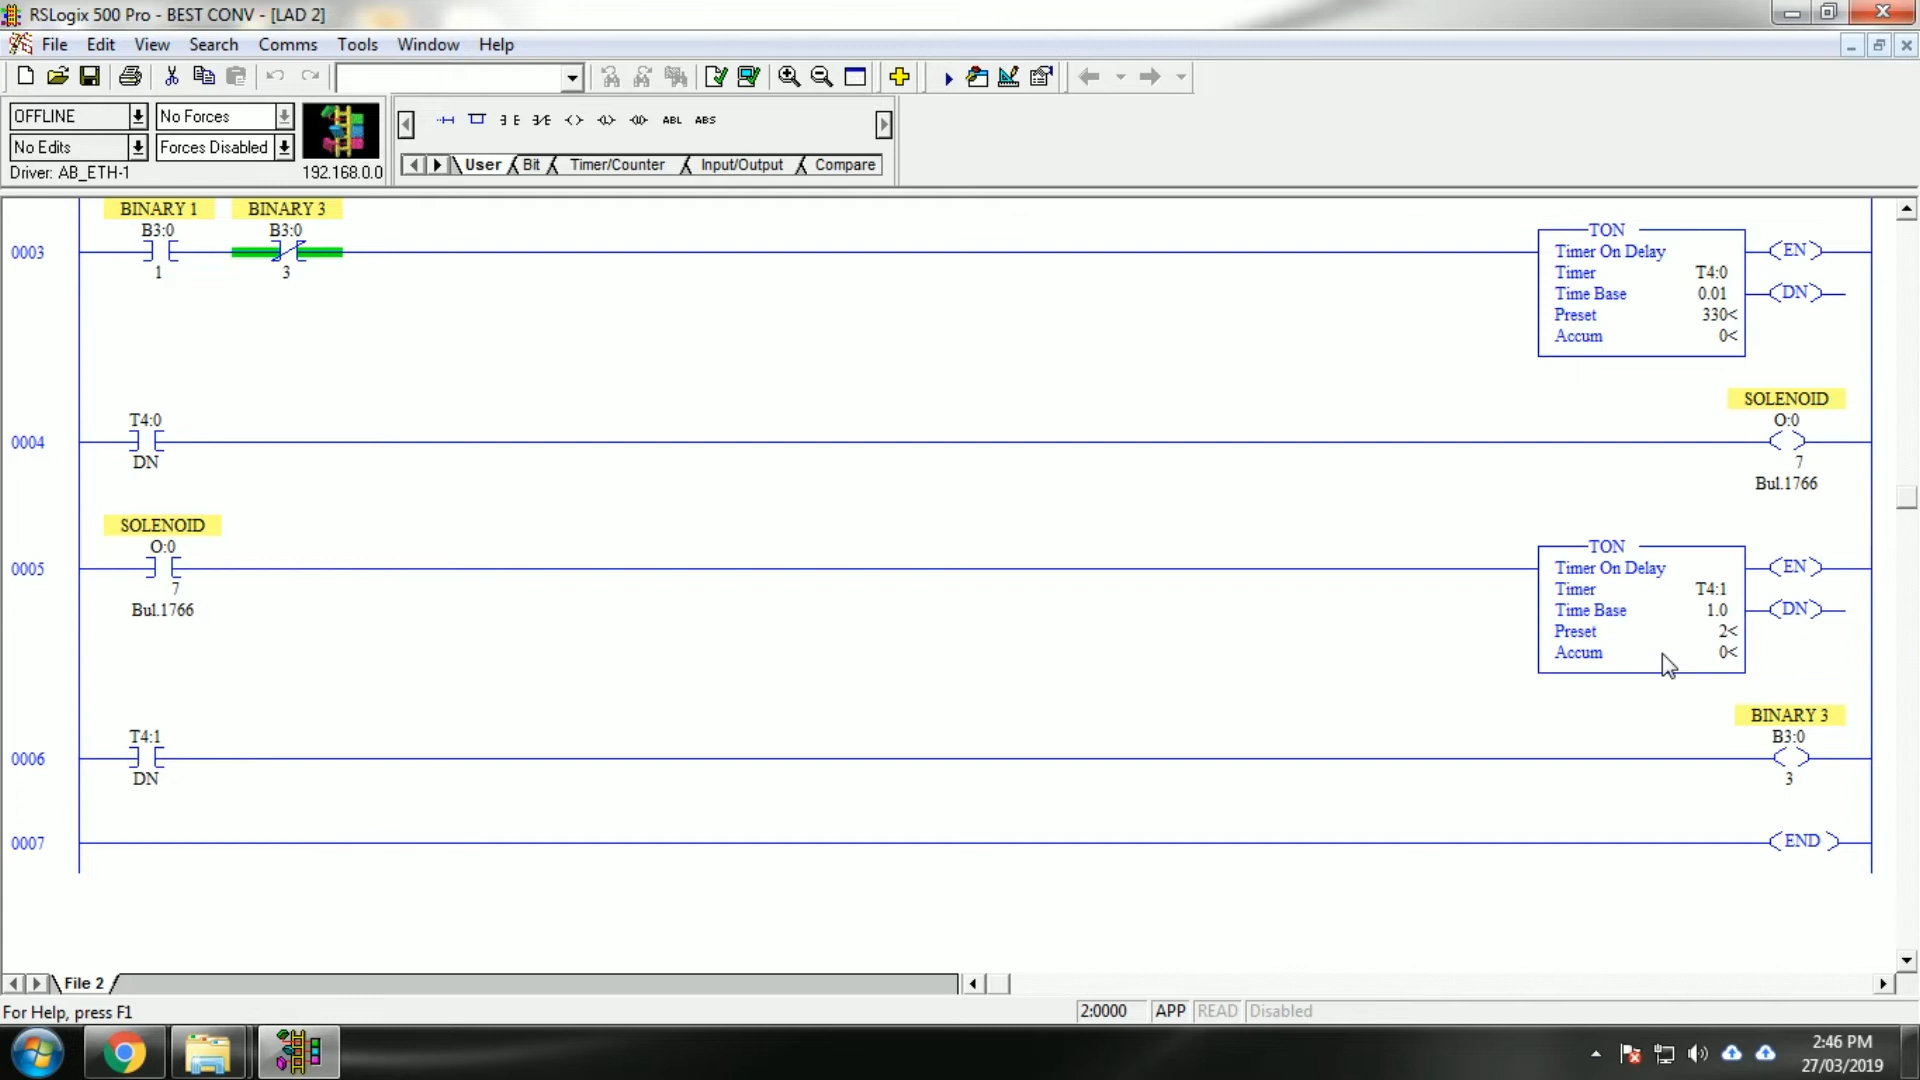 RSLogix 500 Pro - BEST CONV - [LAD 2]
File Edit View Search Comms Tools Window Help
OFFLINE No Forces
No Edits Forces Disabled
Driver: AB_ETH-1 192.168.0.0
ABL ABS
User Bit Timer/Counter Input/Output Compare
BINARY 1 BINARY 3
B3:0 B3:0
0003
1 3
TON
Timer On Delay EN
Timer T4:0
Time Base 0.01 DN
Preset 330<
Accum 0<
SOLENOID
T4:0 O:0
0004
DN 7
Bul.1766
SOLENOID
O:0
0005
7
Bul.1766
TON
Timer On Delay EN
Timer T4:1
Time Base 1.0 DN
Preset 2<
Accum 0<
BINARY 3
T4:1 B3:0
0006
DN 3
0007 END
File 2
For Help, press F1 2:0000 APP READ Disabled
2:46 PM
27/03/2019